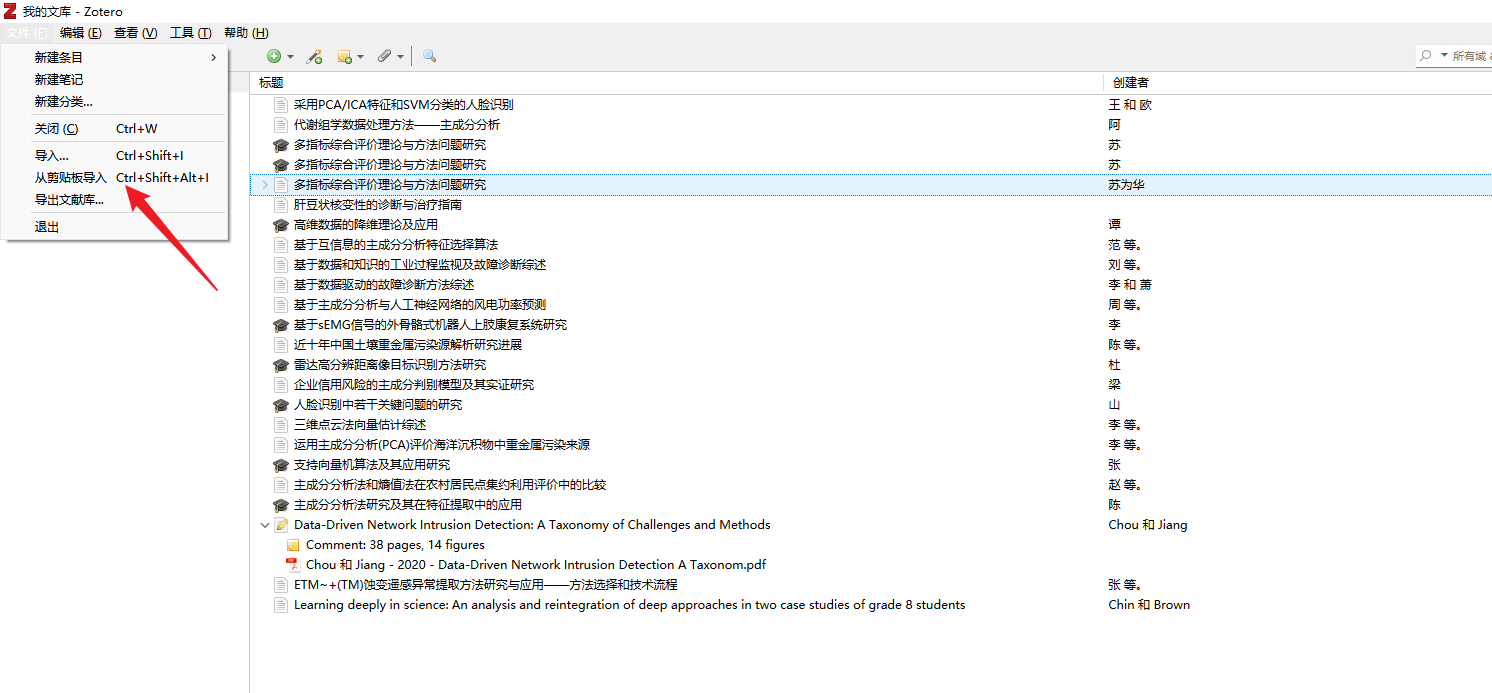 我的文库 - Zotero
文件 (F) 编辑 (E) 查看 (V) 工具 (T) 帮助 (H)
新建条目
新建笔记
新建分类...
关闭 (C) Ctrl+W
导入... Ctrl+Shift+I
从剪贴板导入 Ctrl+Shift+Alt+I
导出文献库...
退出
所有域
标题 创建者
采用PCA/ICA特征和SVM分类的人脸识别 王 和 欧
代谢组学数据处理方法——主成分分析 阿
多指标综合评价理论与方法问题研究 苏
多指标综合评价理论与方法问题研究 苏
多指标综合评价理论与方法问题研究 苏为华
肝豆状核变性的诊断与治疗指南
高维数据的降维理论及应用 谭
基于互信息的主成分分析特征选择算法 范 等。
基于数据和知识的工业过程监视及故障诊断综述 刘 等。
基于数据驱动的故障诊断方法综述 李 和 萧
基于主成分分析与人工神经网络的风电功率预测 周 等。
基于sEMG信号的外骨骼式机器人上肢康复系统研究 李
近十年中国土壤重金属污染源解析研究进展 陈 等。
雷达高分辨距离像目标识别方法研究 杜
企业信用风险的主成分判别模型及其实证研究 梁
人脸识别中若干关键问题的研究 山
三维点云法向量估计综述 李 等。
运用主成分分析(PCA)评价海洋沉积物中重金属污染来源 李 等。
支持向量机算法及其应用研究 张
主成分分析法和熵值法在农村居民点集约利用评价中的比较 赵 等。
主成分分析法研究及其在特征提取中的应用 陈
Data-Driven Network Intrusion Detection: A Taxonomy of Challenges and Methods Chou 和 Jiang
Comment: 38 pages, 14 figures
Chou 和 Jiang - 2020 - Data-Driven Network Intrusion Detection A Taxonom.pdf
ETM~+(TM)蚀变遥感异常提取方法研究与应用——方法选择和技术流程 张 等。
Learning deeply in science: An analysis and reintegration of deep approaches in two case studies of grade 8 students Chin 和 Brown